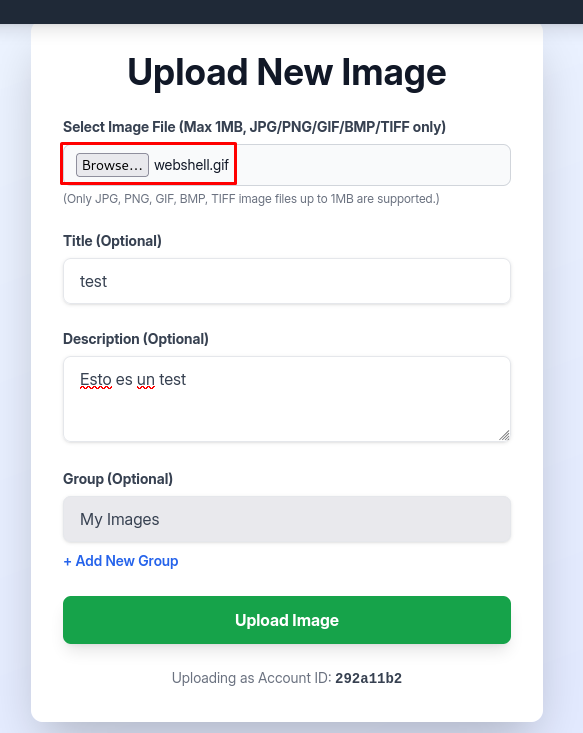 Upload New Image
Select Image File (Max 1MB, JPG/PNG/GIF/BMP/TIFF only)
Browse... webshell.gif
(Only JPG, PNG, GIF, BMP, TIFF image files up to 1MB are supported.)
Title (Optional)
test
Description (Optional)
Esto es un test
Group (Optional)
My Images
+ Add New Group
Upload Image
Uploading as Account ID: 292a11b2